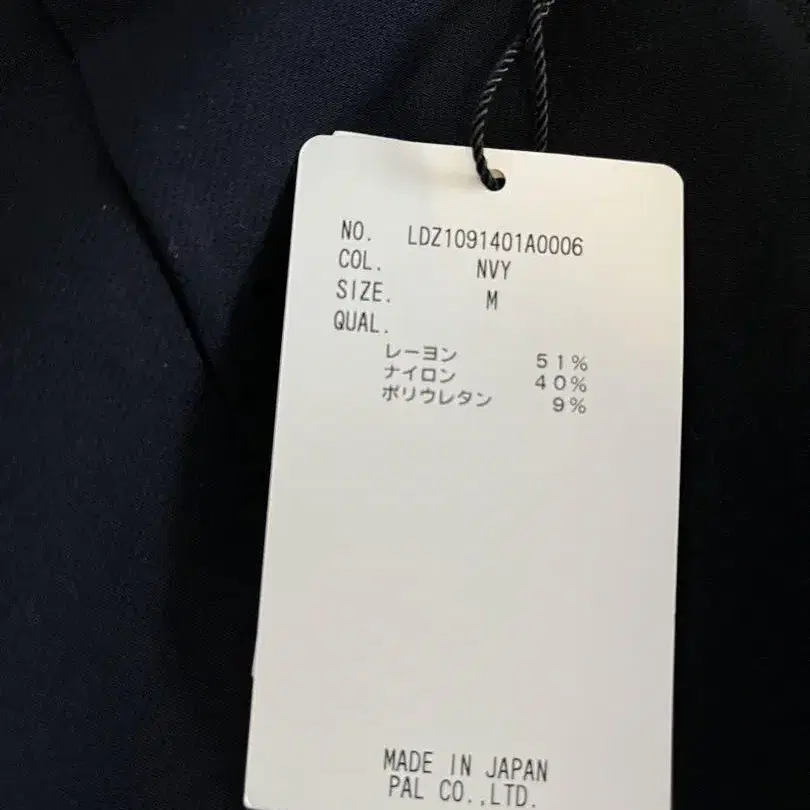 NO. LDZ1091401A0006
COL. NVY
SIZE. M
QUAL.
レーヨン 51%
ナイロン 40%
ポリウレタン 9%
MADE IN JAPAN
PAL CO.,LTD.